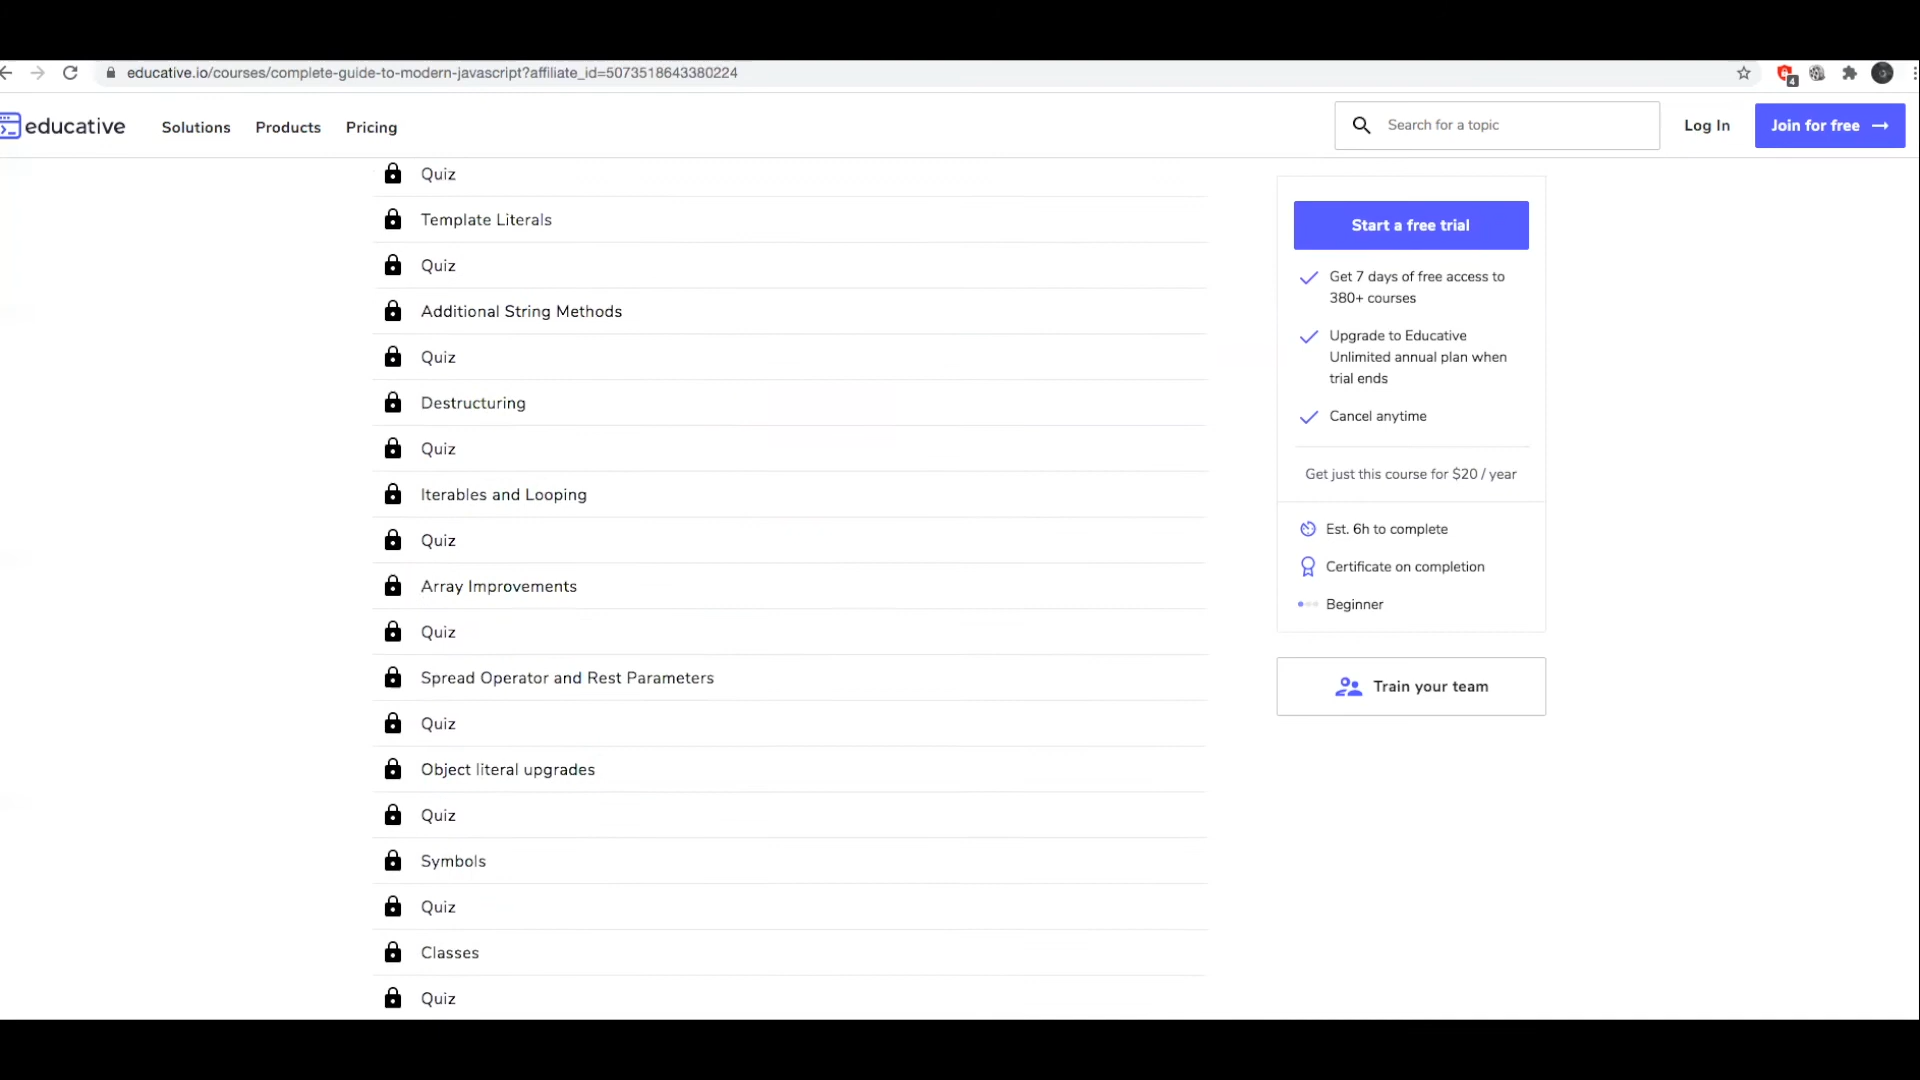 educative.io/courses/complete-guide-to-modern-javascript?affiliate_id=5073518643380224
4
educative
Solutions
Products
Pricing
Search for a topic
Log In
Join for free
Quiz
Template Literals
Quiz
Additional String Methods
Quiz
Destructuring
Quiz
Iterables and Looping
Quiz
Array Improvements
Quiz
Spread Operator and Rest Parameters
Quiz
Object literal upgrades
Quiz
Symbols
Quiz
Classes
Quiz
Start a free trial
Get 7 days of free access to
380+ courses
Upgrade to Educative
Unlimited annual plan when
trial ends
Cancel anytime
Get just this course for $20 / year
Est. 6h to complete
Certificate on completion
Beginner
Train your team